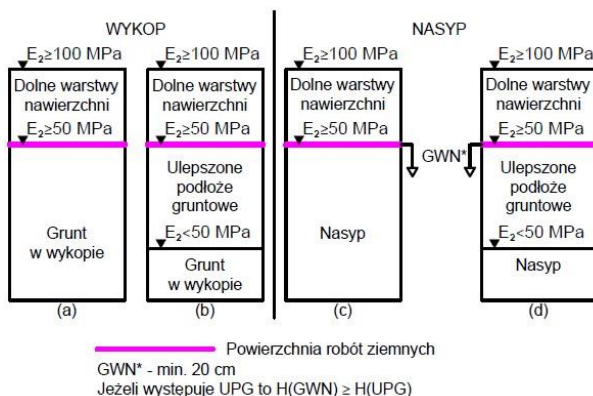 WYKOP
NASYP
E₂≥100 MPa
Dolne warstwy
nawierzchni
E₂≥50 MPa
Grunt
w wykopie
(a)
E₂≥100 MPa
Dolne warstwy
nawierzchni
E₂≥50 MPa
Ulepszone
podłoże
gruntowe
E₂<50 MPa
Grunt
w wykopie
(b)
E₂≥100 MPa
Dolne warstwy
nawierzchni
E₂≥50 MPa
Nasyp
(c)
GWN*
E₂≥100 MPa
Dolne warstwy
nawierzchni
E₂≥50 MPa
Ulepszone
podłoże
gruntowe
E₂<50 MPa
Nasyp
(d)
Powierzchnia robót ziemnych
GWN* - min. 20 cm
Jeżeli występuje UPG to H(GWN) ≥ H(UPG)